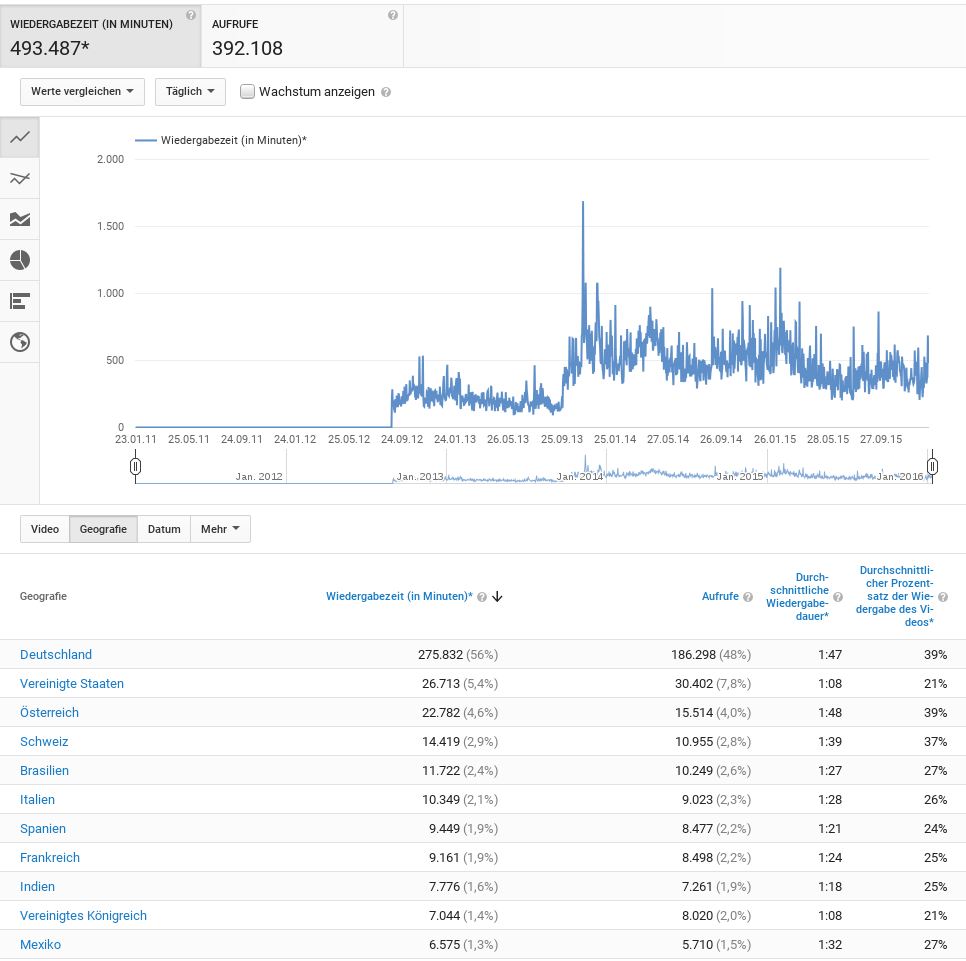 WIEDERGABEZEIT (IN MINUTEN) ?
493.487*
AUFRUFE ?
392.108
Werte vergleichen
Täglich
Wachstum anzeigen ?
Wiedergabezeit (in Minuten)*
2.000
1.500
1.000
500
0
23.01.11 25.05.11 24.09.11 24.01.12 25.05.12 24.09.12 24.01.13 26.05.13 25.09.13 25.01.14 27.05.14 26.09.14 26.01.15 28.05.15 27.09.15
Jan. 2012 Jan. 2013 Jan. 2014 Jan. 2015 Jan. 2016
Video Geografie Datum Mehr
Geografie
Wiedergabezeit (in Minuten)* ?
Aufrufe ?
Durch-
schnittliche
Wiedergabe- ?
dauer*
Durchschnittli-
cher Prozent-
satz der Wie- ?
dergabe des Vi-
deos*
Deutschland 275.832 (56%) 186.298 (48%) 1:47 39%
Vereinigte Staaten 26.713 (5,4%) 30.402 (7,8%) 1:08 21%
Österreich 22.782 (4,6%) 15.514 (4,0%) 1:48 39%
Schweiz 14.419 (2,9%) 10.955 (2,8%) 1:39 37%
Brasilien 11.722 (2,4%) 10.249 (2,6%) 1:27 27%
Italien 10.349 (2,1%) 9.023 (2,3%) 1:28 26%
Spanien 9.449 (1,9%) 8.477 (2,2%) 1:21 24%
Frankreich 9.161 (1,9%) 8.498 (2,2%) 1:24 25%
Indien 7.776 (1,6%) 7.261 (1,9%) 1:18 25%
Vereinigtes Königreich 7.044 (1,4%) 8.020 (2,0%) 1:08 21%
Mexiko 6.575 (1,3%) 5.710 (1,5%) 1:32 27%